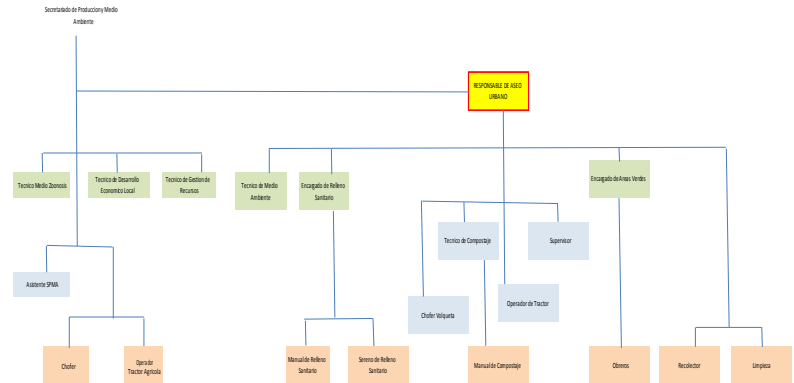 Secretariado de Produccion y Medio
Ambiente
RESPONSABLE DE ASEO
URBANO
Tecnico Medio Zoonosis
Tecnico de Desarrollo
Economico Local
Tecnico de Gestion de
Recursos
Tecnico de Medio
Ambiente
Encargado de Relleno
Sanitario
Encargado de Areas Verdes
Tecnico de Compostaje
Supervisor
Asistente SPMA
Chofer Volqueta
Operador de Tractor
Chofer
Operador
Tractor Agricola
Manual de Relleno
Sanitario
Sereno de Relleno
Sanitario
Manual de Compostaje
Obreros
Recolector
Limpieza